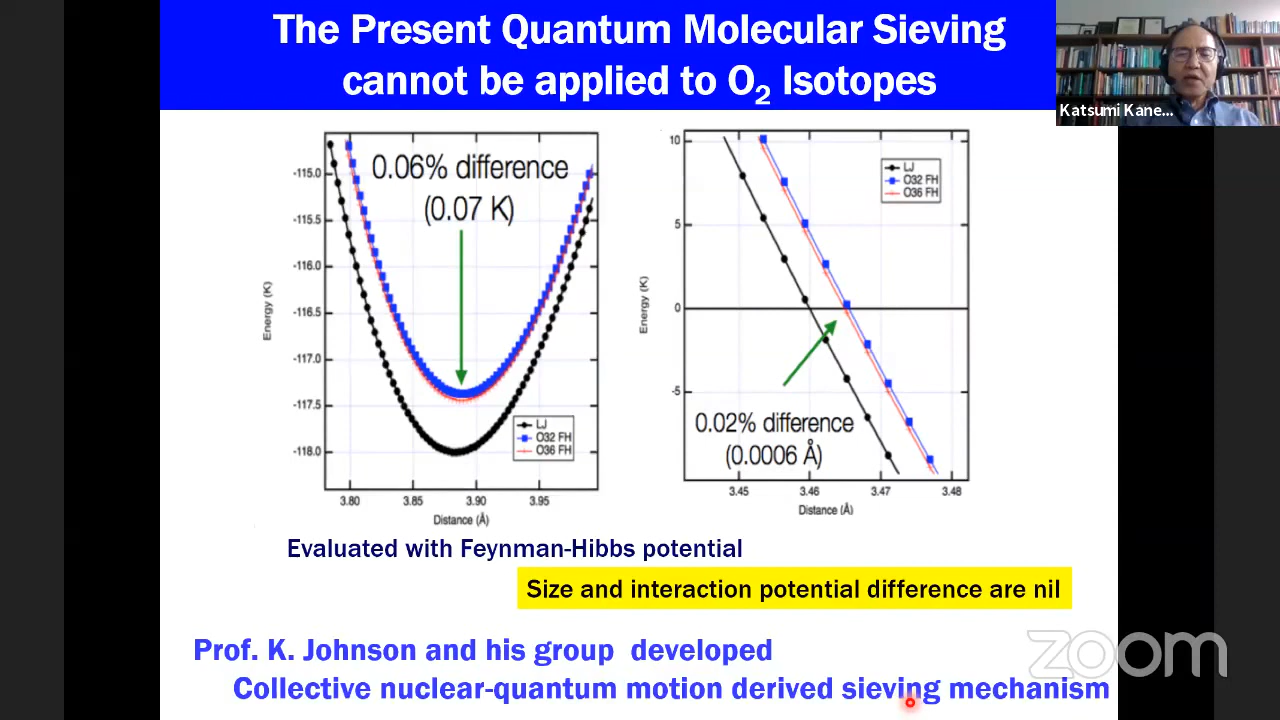 The Present Quantum Molecular Sieving
cannot be applied to O₂ Isotopes
Katsumi Kane...
0.06% difference
(0.07 K)
-115.0
-115.5
-116.0
-116.5
-117.0
-117.5
-118.0
Energy (K)
LJ
O32 FH
O36 FH
3.80
3.85
3.90
3.95
Distance (Å)
10
5
0
-5
Energy (K)
LJ
O32 FH
O36 FH
0.02% difference
(0.0006 Å)
3.45
3.46
3.47
3.48
Distance (Å)
Evaluated with Feynman-Hibbs potential
Size and interaction potential difference are nil
Prof. K. Johnson and his group developed
Collective nuclear-quantum motion derived sieving mechanism
zoom